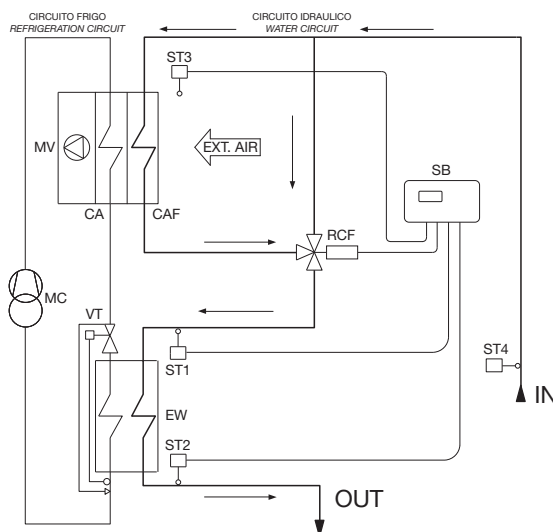 CIRCUITO FRIGO
REFRIGERATION CIRCUIT
CIRCUITO IDRAULICO
WATER CIRCUIT
ST3
MV
EXT. AIR
SB
CA
CAF
RCF
MC
VT
ST1
ST4
IN
EW
ST2
OUT